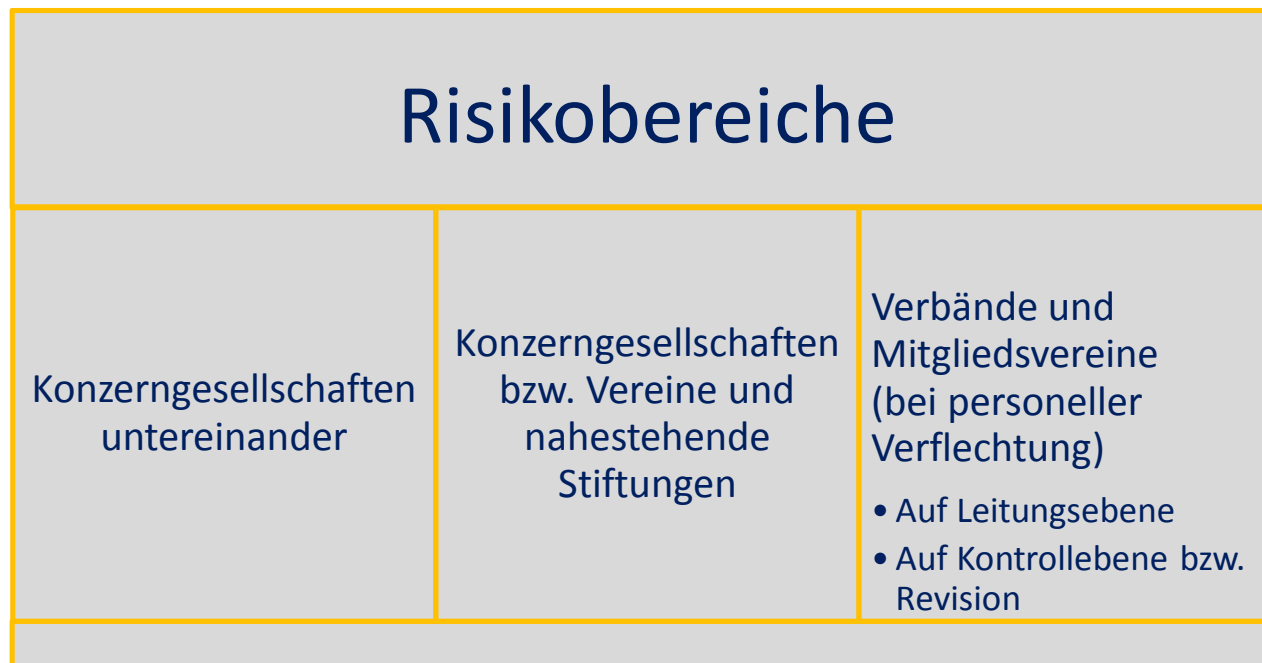 Risikobereiche
Konzerngesellschaften
untereinander
Konzerngesellschaften
bzw. Vereine und
nahestehende
Stiftungen
Verbände und
Mitgliedsvereine
(bei personeller
Verflechtung)
• Auf Leitungsebene
• Auf Kontrollebene bzw.
Revision